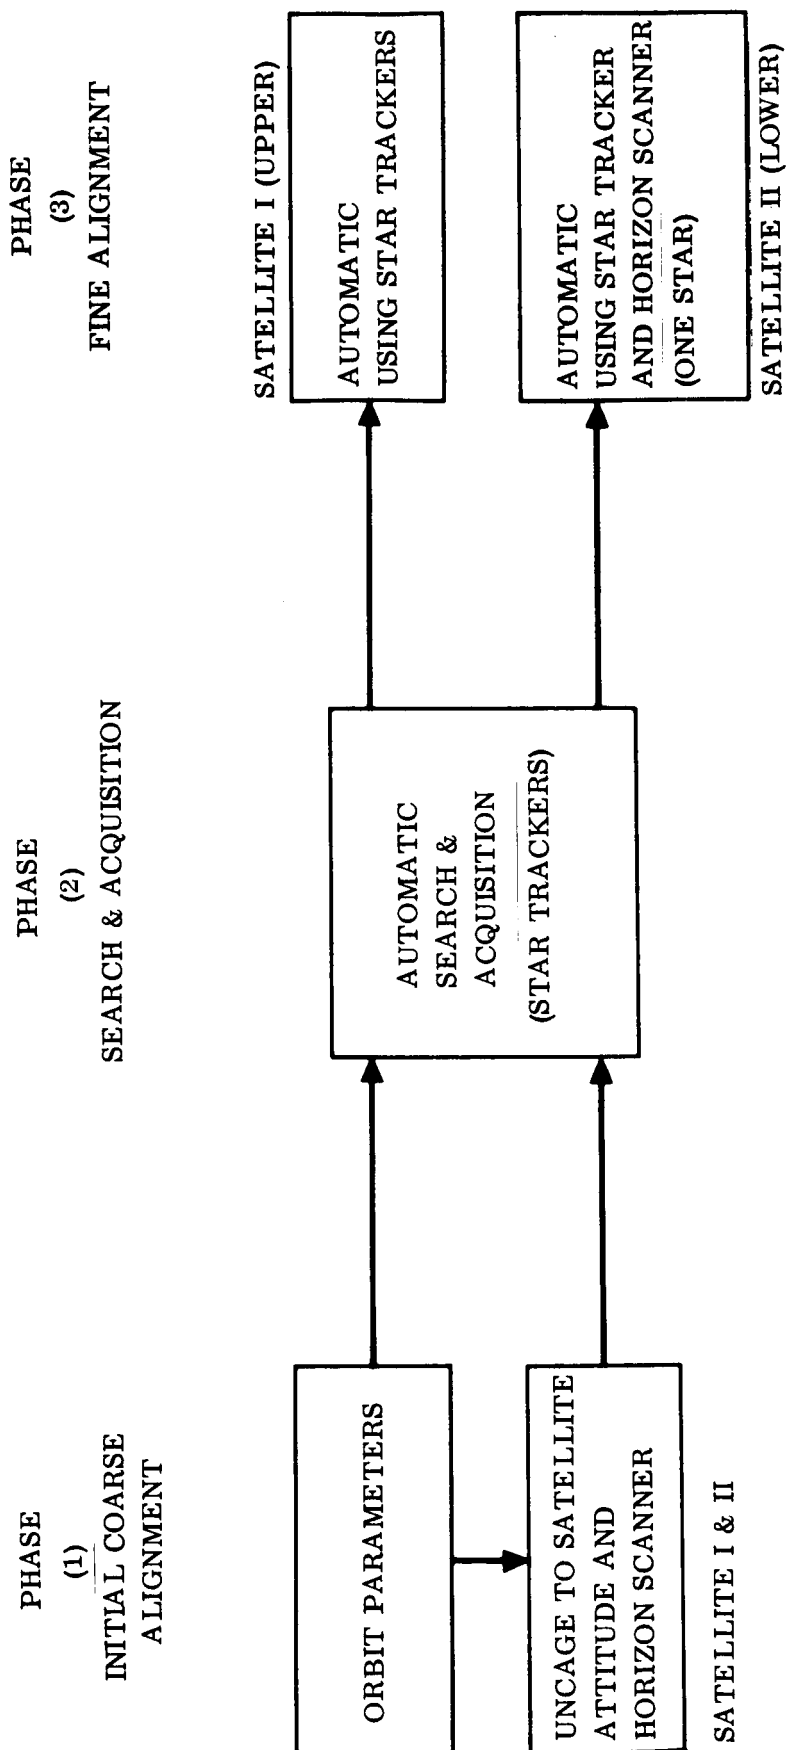 PHASE
(1)
INITIAL COARSE
ALIGNMENT
ORBIT PARAMETERS
UNCAGE TO SATELLITE
ATTITUDE AND
HORIZON SCANNER
SATELLITE I & II
PHASE
(2)
SEARCH & ACQUISITION
AUTOMATIC
SEARCH &
ACQUISITION
(STAR TRACKERS)
PHASE
(3)
FINE ALIGNMENT
SATELLITE I (UPPER)
AUTOMATIC
USING STAR TRACKERS
AUTOMATIC
USING STAR TRACKER
AND HORIZON SCANNER
(ONE STAR)
SATELLITE II (LOWER)